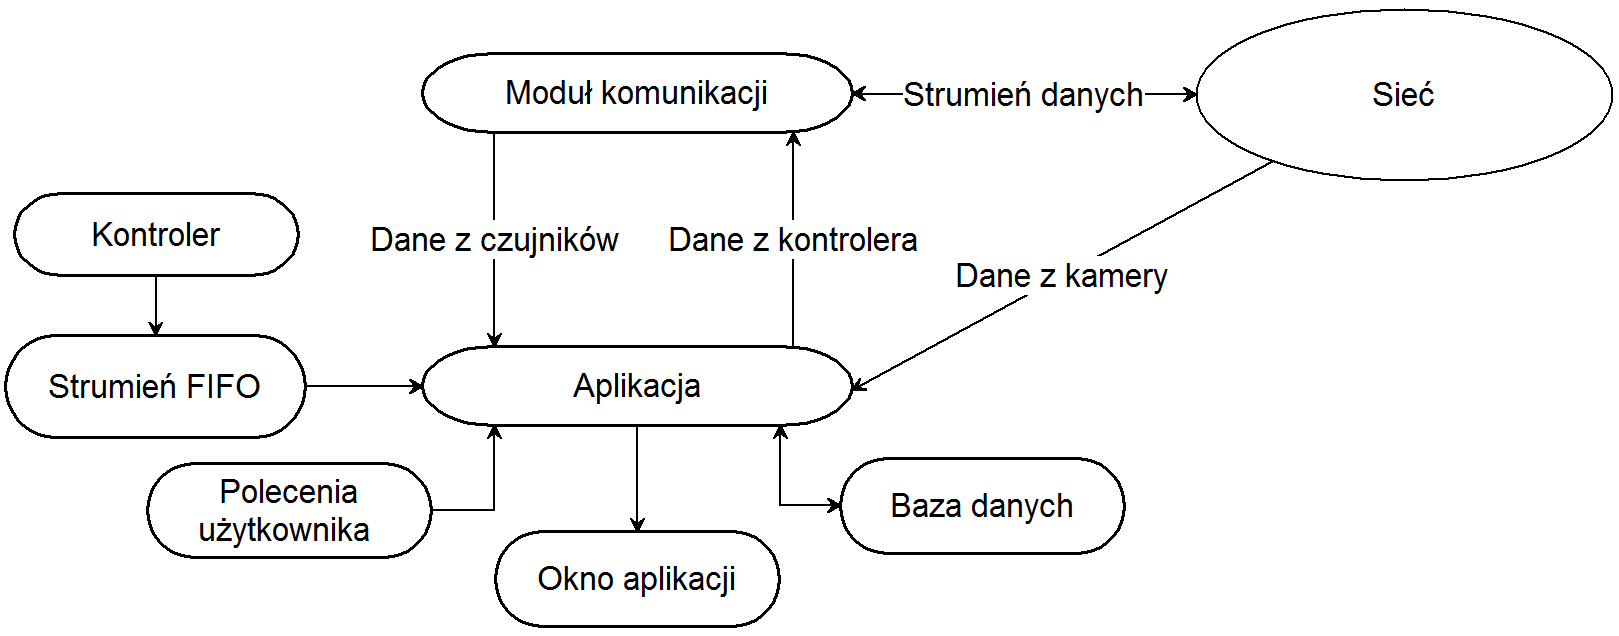 Moduł komunikacji
Strumień danych
Sieć
Kontroler
Dane z czujników
Dane z kontrolera
Dane z kamery
Strumień FIFO
Aplikacja
Polecenia
użytkownika
Baza danych
Okno aplikacji